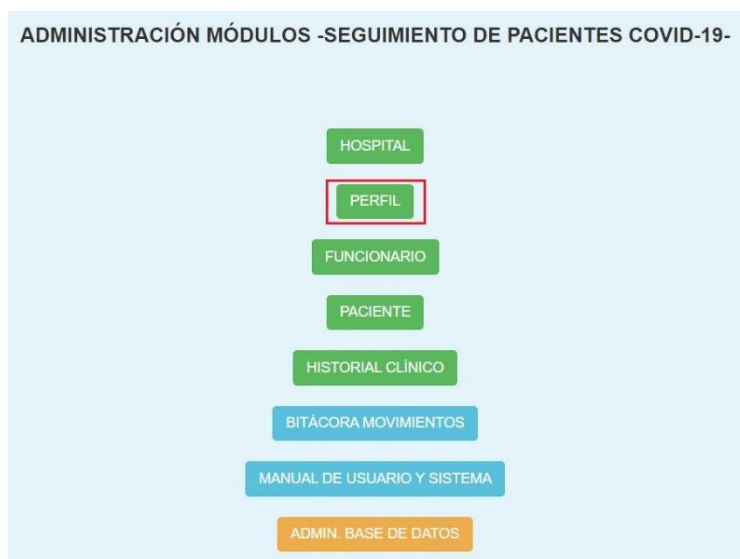 ADMINISTRACIÓN MÓDULOS -SEGUIMIENTO DE PACIENTES COVID-19-
HOSPITAL
PERFIL
FUNCIONARIO
PACIENTE
HISTORIAL CLÍNICO
BITÁCORA MOVIMIENTOS
MANUAL DE USUARIO Y SISTEMA
ADMIN. BASE DE DATOS